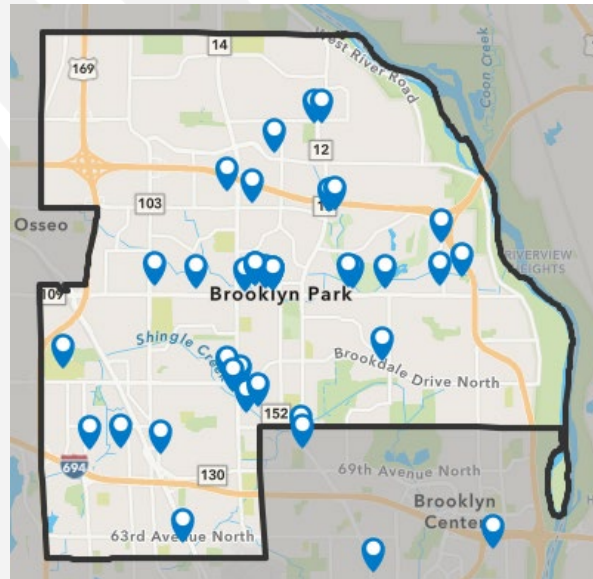 14
West River Road
Coon Creek
169
12
103
Osseo
RIVERVIEW
HEIGHTS
109
Brooklyn Park
Shingle Creek
Brookdale Drive North
152
694
130
69th Avenue North
Brooklyn
Center
63rd Avenue North